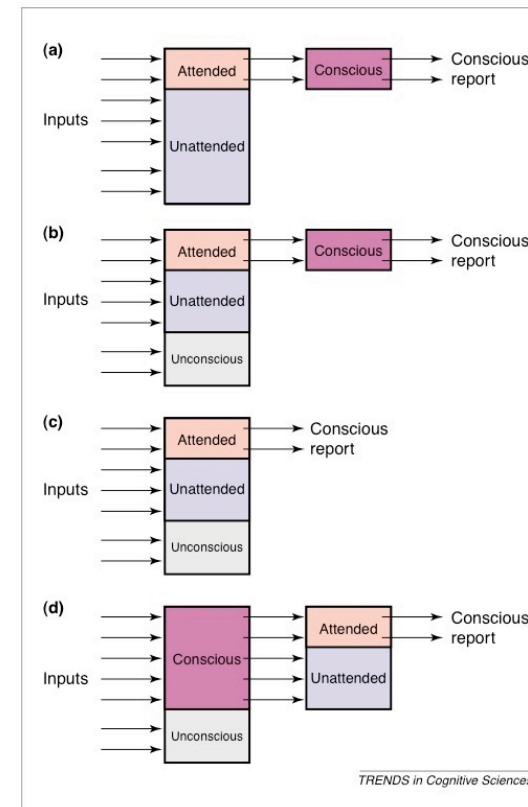 (a)
Attended
Conscious
Conscious
report
Inputs
Unattended
(b)
Attended
Conscious
Conscious
report
Inputs
Unattended
Unconscious
(c)
Attended
Conscious
report
Inputs
Unattended
Unconscious
(d)
Conscious
Attended
Conscious
report
Inputs
Unattended
Unconscious
TRENDS in Cognitive Sciences